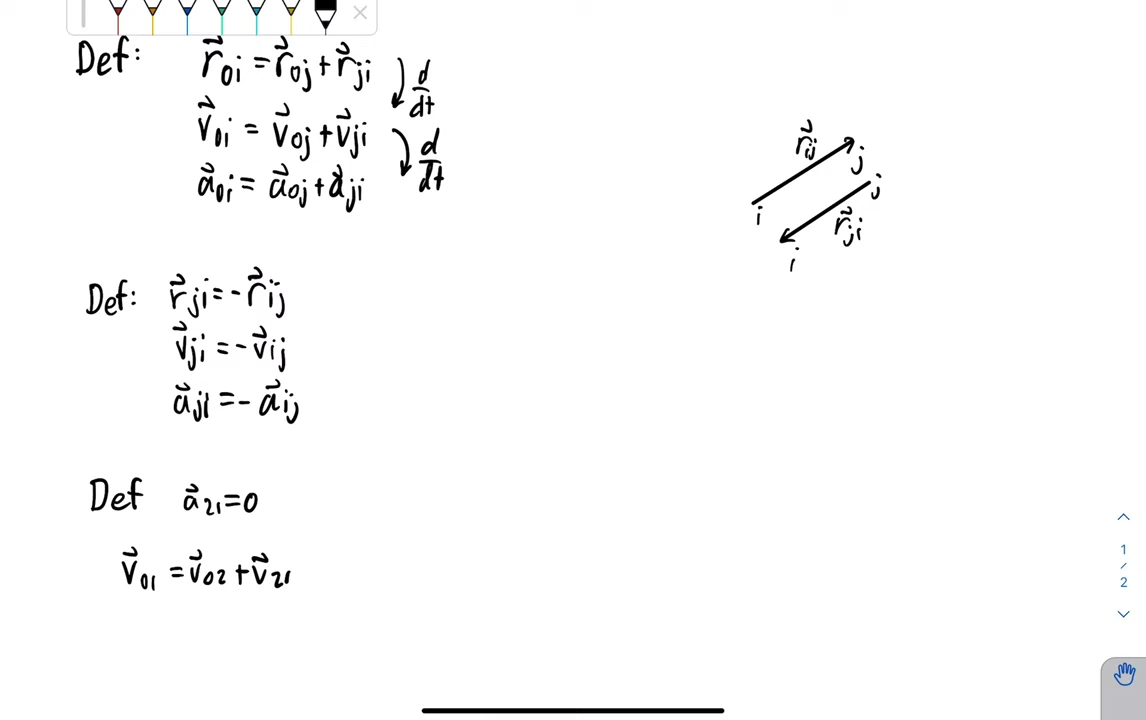 Def: r⃗₀ᵢ = r⃗₀ⱼ + r⃗ⱼᵢ
d/dt
v⃗₀ᵢ = v⃗₀ⱼ + v⃗ⱼᵢ
d/dt
a⃗₀ᵢ = a⃗₀ⱼ + a⃗ⱼᵢ
r⃗ᵢⱼ
j
i
j
r⃗ⱼᵢ
i
Def: r⃗ⱼᵢ = - r⃗ᵢⱼ
v⃗ⱼᵢ = - v⃗ᵢⱼ
a⃗ⱼᵢ = - a⃗ᵢⱼ
Def a⃗₂₁ = 0
v⃗₀₁ = v⃗₀₂ + v⃗₂₁
1
/
2